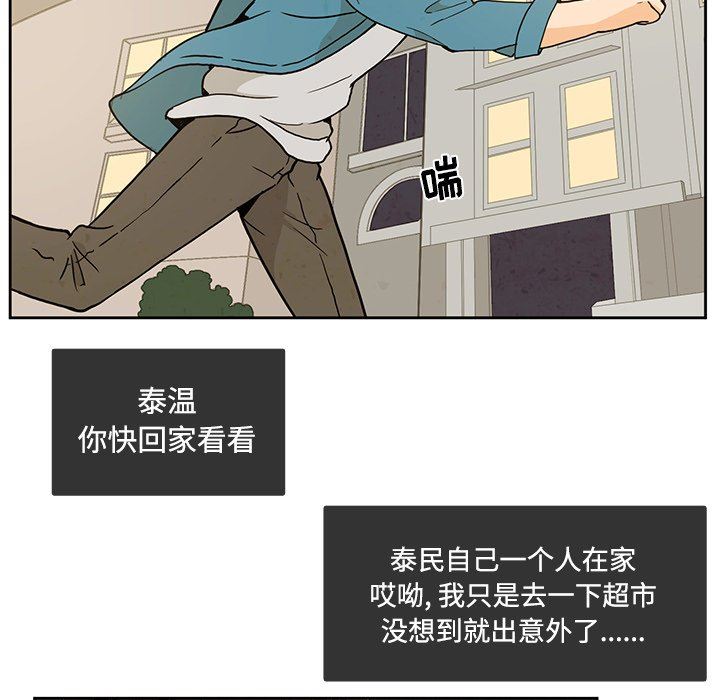 喘
泰温
你快回家看看
泰民自己一个人在家
哎呦, 我只是去一下超市
没想到就出意外了......